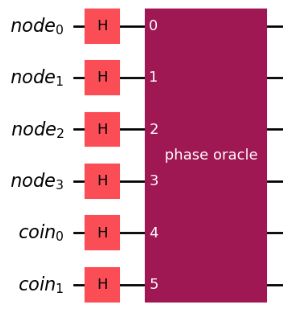 node₀ H 0
node₁ H 1
node₂ H 2
phase oracle
node₃ H 3
coin₀ H 4
coin₁ H 5